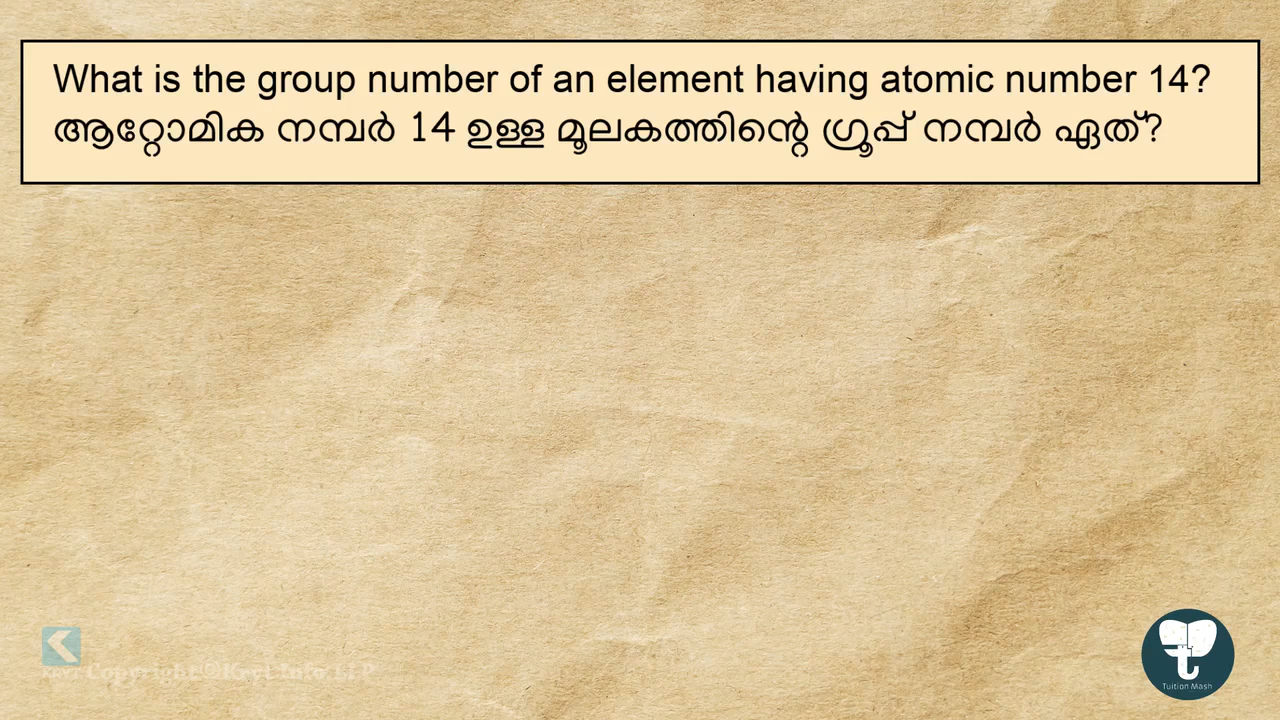 What is the group number of an element having atomic number 14?
ആറ്റോമിക നമ്പർ 14 ഉള്ള മൂലകത്തിന്റെ ഗ്രൂപ്പ് നമ്പർ ഏത്?
Tuition Mash